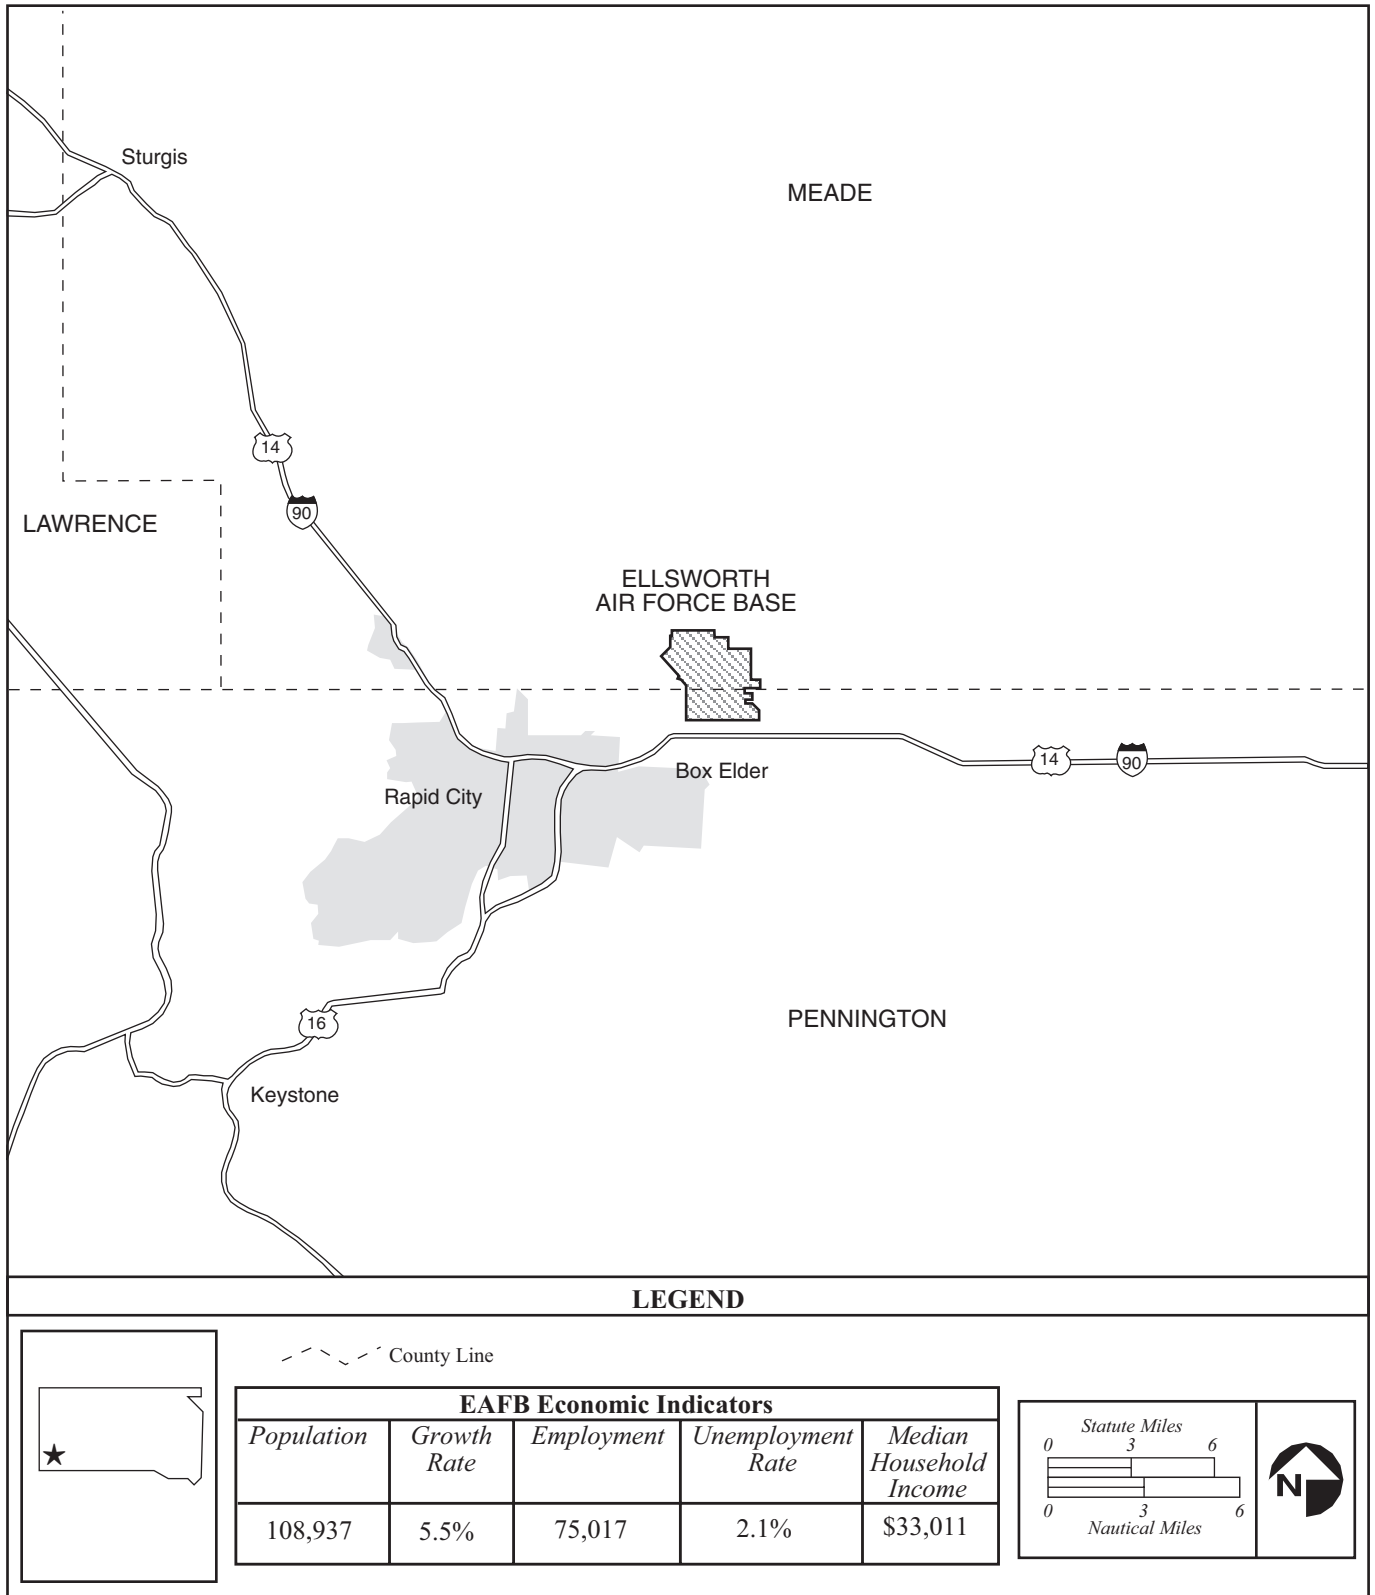 Sturgis
MEADE
14
90
LAWRENCE
ELLSWORTH
AIR FORCE BASE
Box Elder
14
90
Rapid City
16
PENNINGTON
Keystone
LEGEND
County Line
EAFB Economic Indicators
Population
Growth
Rate
Employment
Unemployment
Rate
Median
Household
Income
108,937
5.5%
75,017
2.1%
$33,011
Statute Miles
0 3 6
0 3 6
Nautical Miles
N